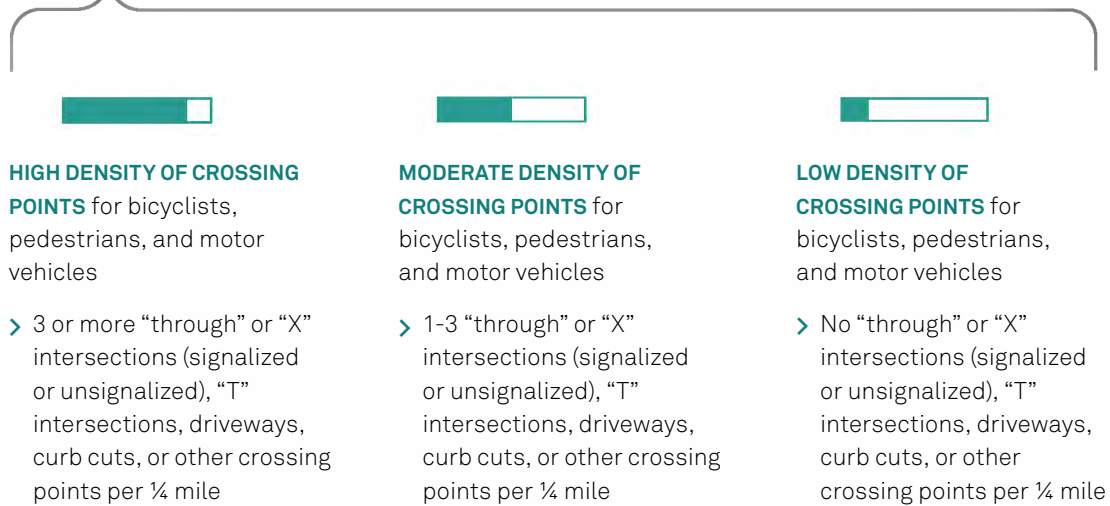 HIGH DENSITY OF CROSSING
POINTS for bicyclists,
pedestrians, and motor
vehicles
> 3 or more “through” or “X”
intersections (signalized
or unsignalized), “T”
intersections, driveways,
curb cuts, or other crossing
points per ¼ mile
MODERATE DENSITY OF
CROSSING POINTS for
bicyclists, pedestrians,
and motor vehicles
> 1-3 “through” or “X”
intersections (signalized
or unsignalized), “T”
intersections, driveways,
curb cuts, or other crossing
points per ¼ mile
LOW DENSITY OF
CROSSING POINTS for
bicyclists, pedestrians,
and motor vehicles
> No “through” or “X”
intersections (signalized
or unsignalized), “T”
intersections, driveways,
curb cuts, or other
crossing points per ¼ mile